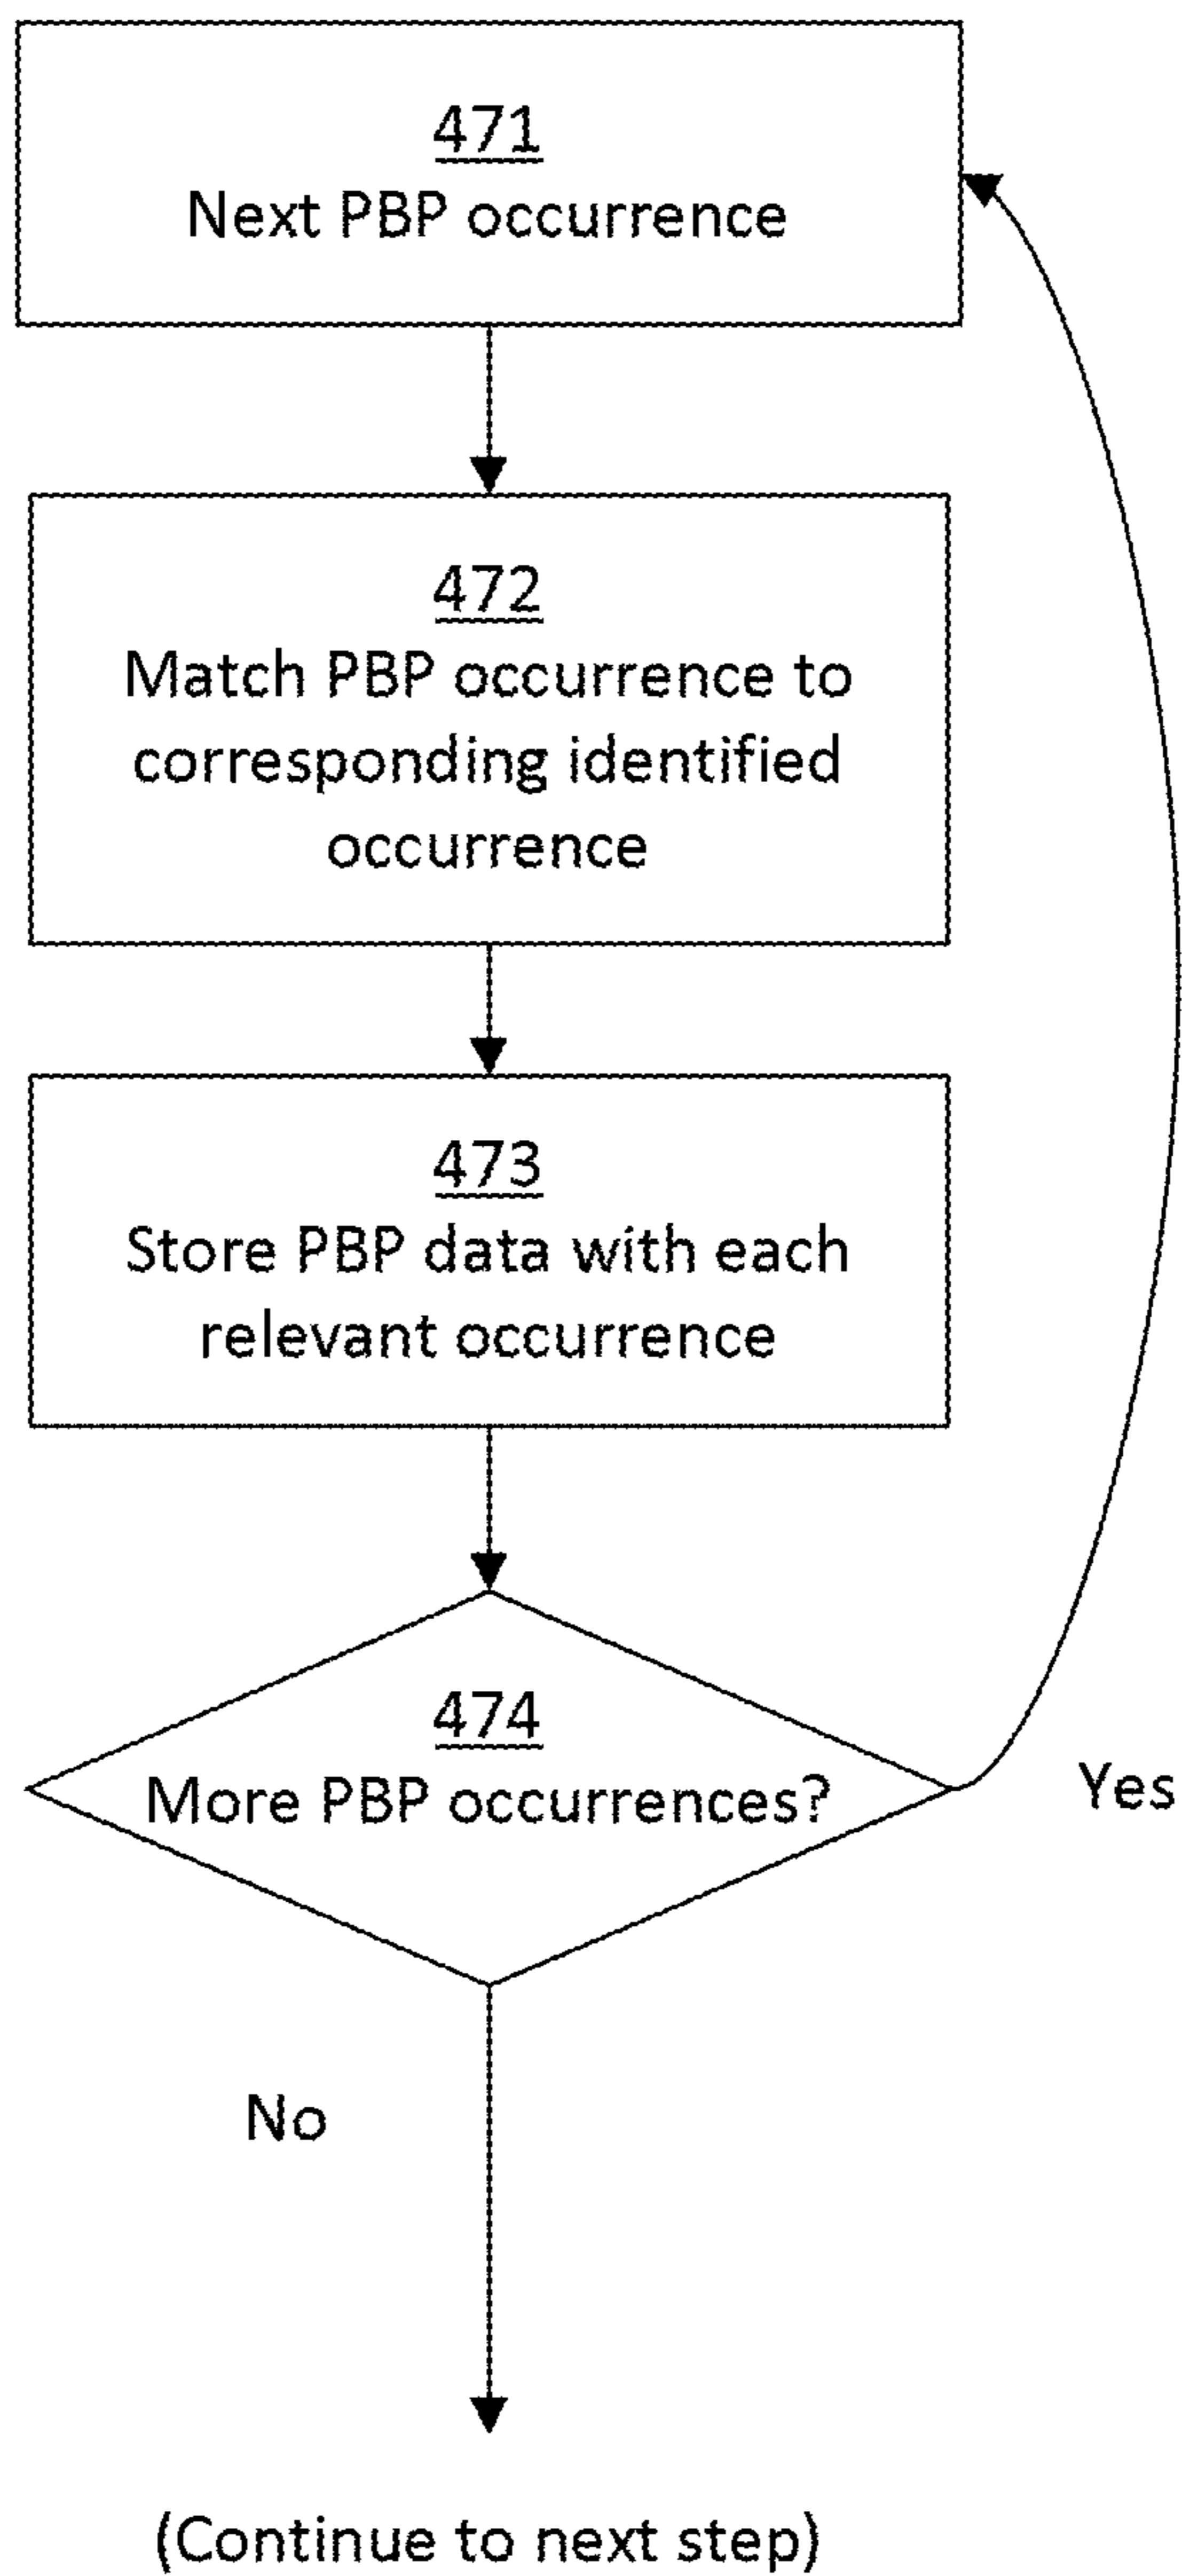 471
Next PBP occurrence
472
Match PBP occurrence to
corresponding identified
occurrence
473
Store PBP data with each
relevant occurrence
474
More PBP occurrences?
Yes
No
(Continue to next step)